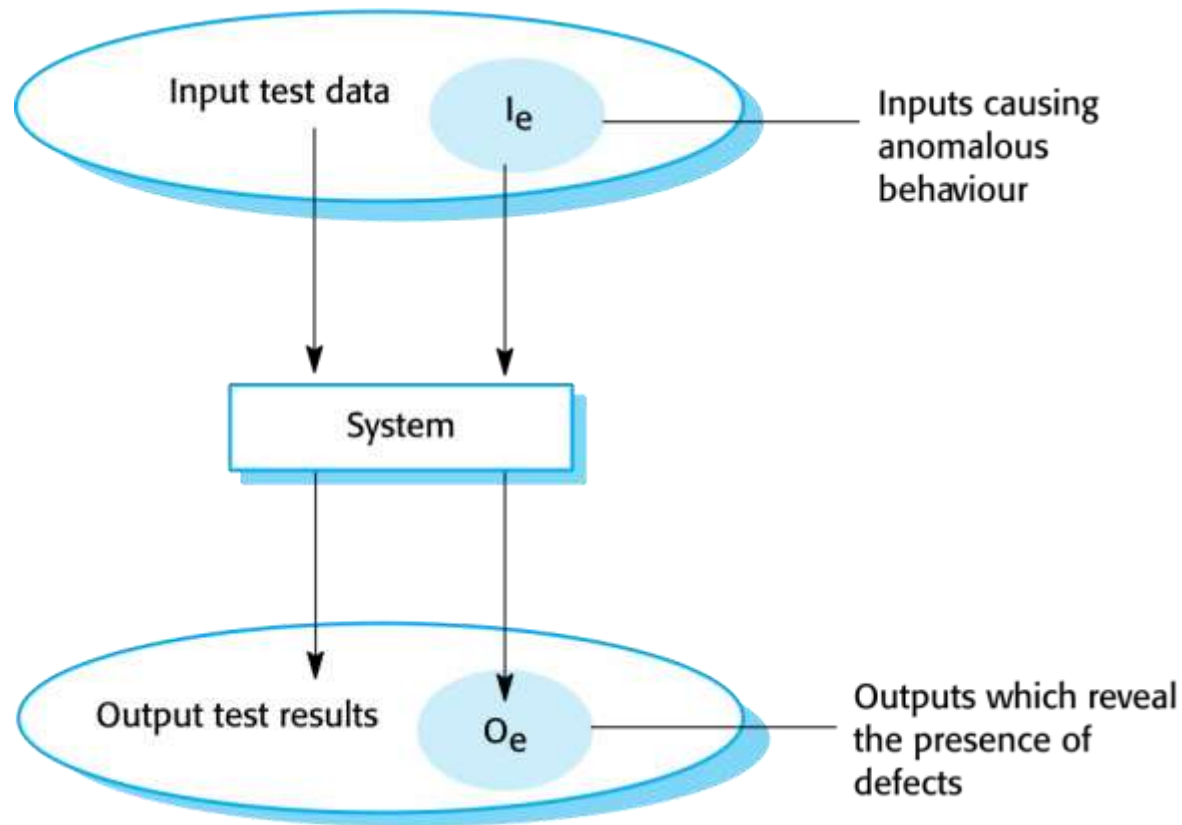 Input test data
Ie
Inputs causing
anomalous
behaviour
System
Output test results
Oe
Outputs which reveal
the presence of
defects